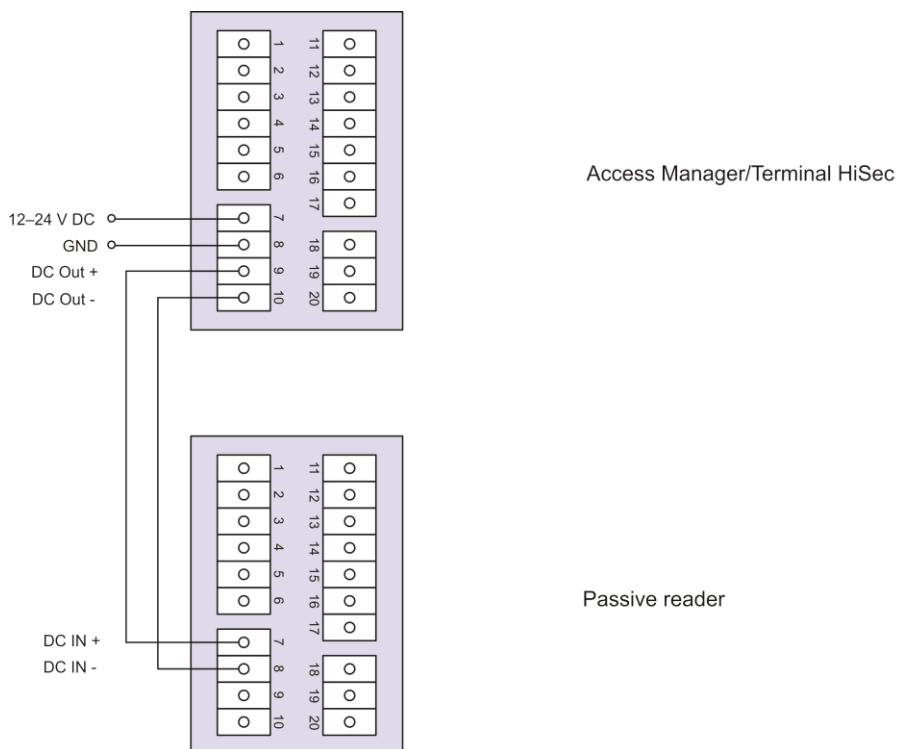 1 11
2 12
3 13
4 14
5 15
6 16
17
Access Manager/Terminal HiSec
12–24 V DC 7
GND 8 18
DC Out + 9 19
DC Out - 10 20
1 11
2 12
3 13
4 14
5 15
6 16
17
Passive reader
DC IN + 7
DC IN - 8 18
9 19
10 20